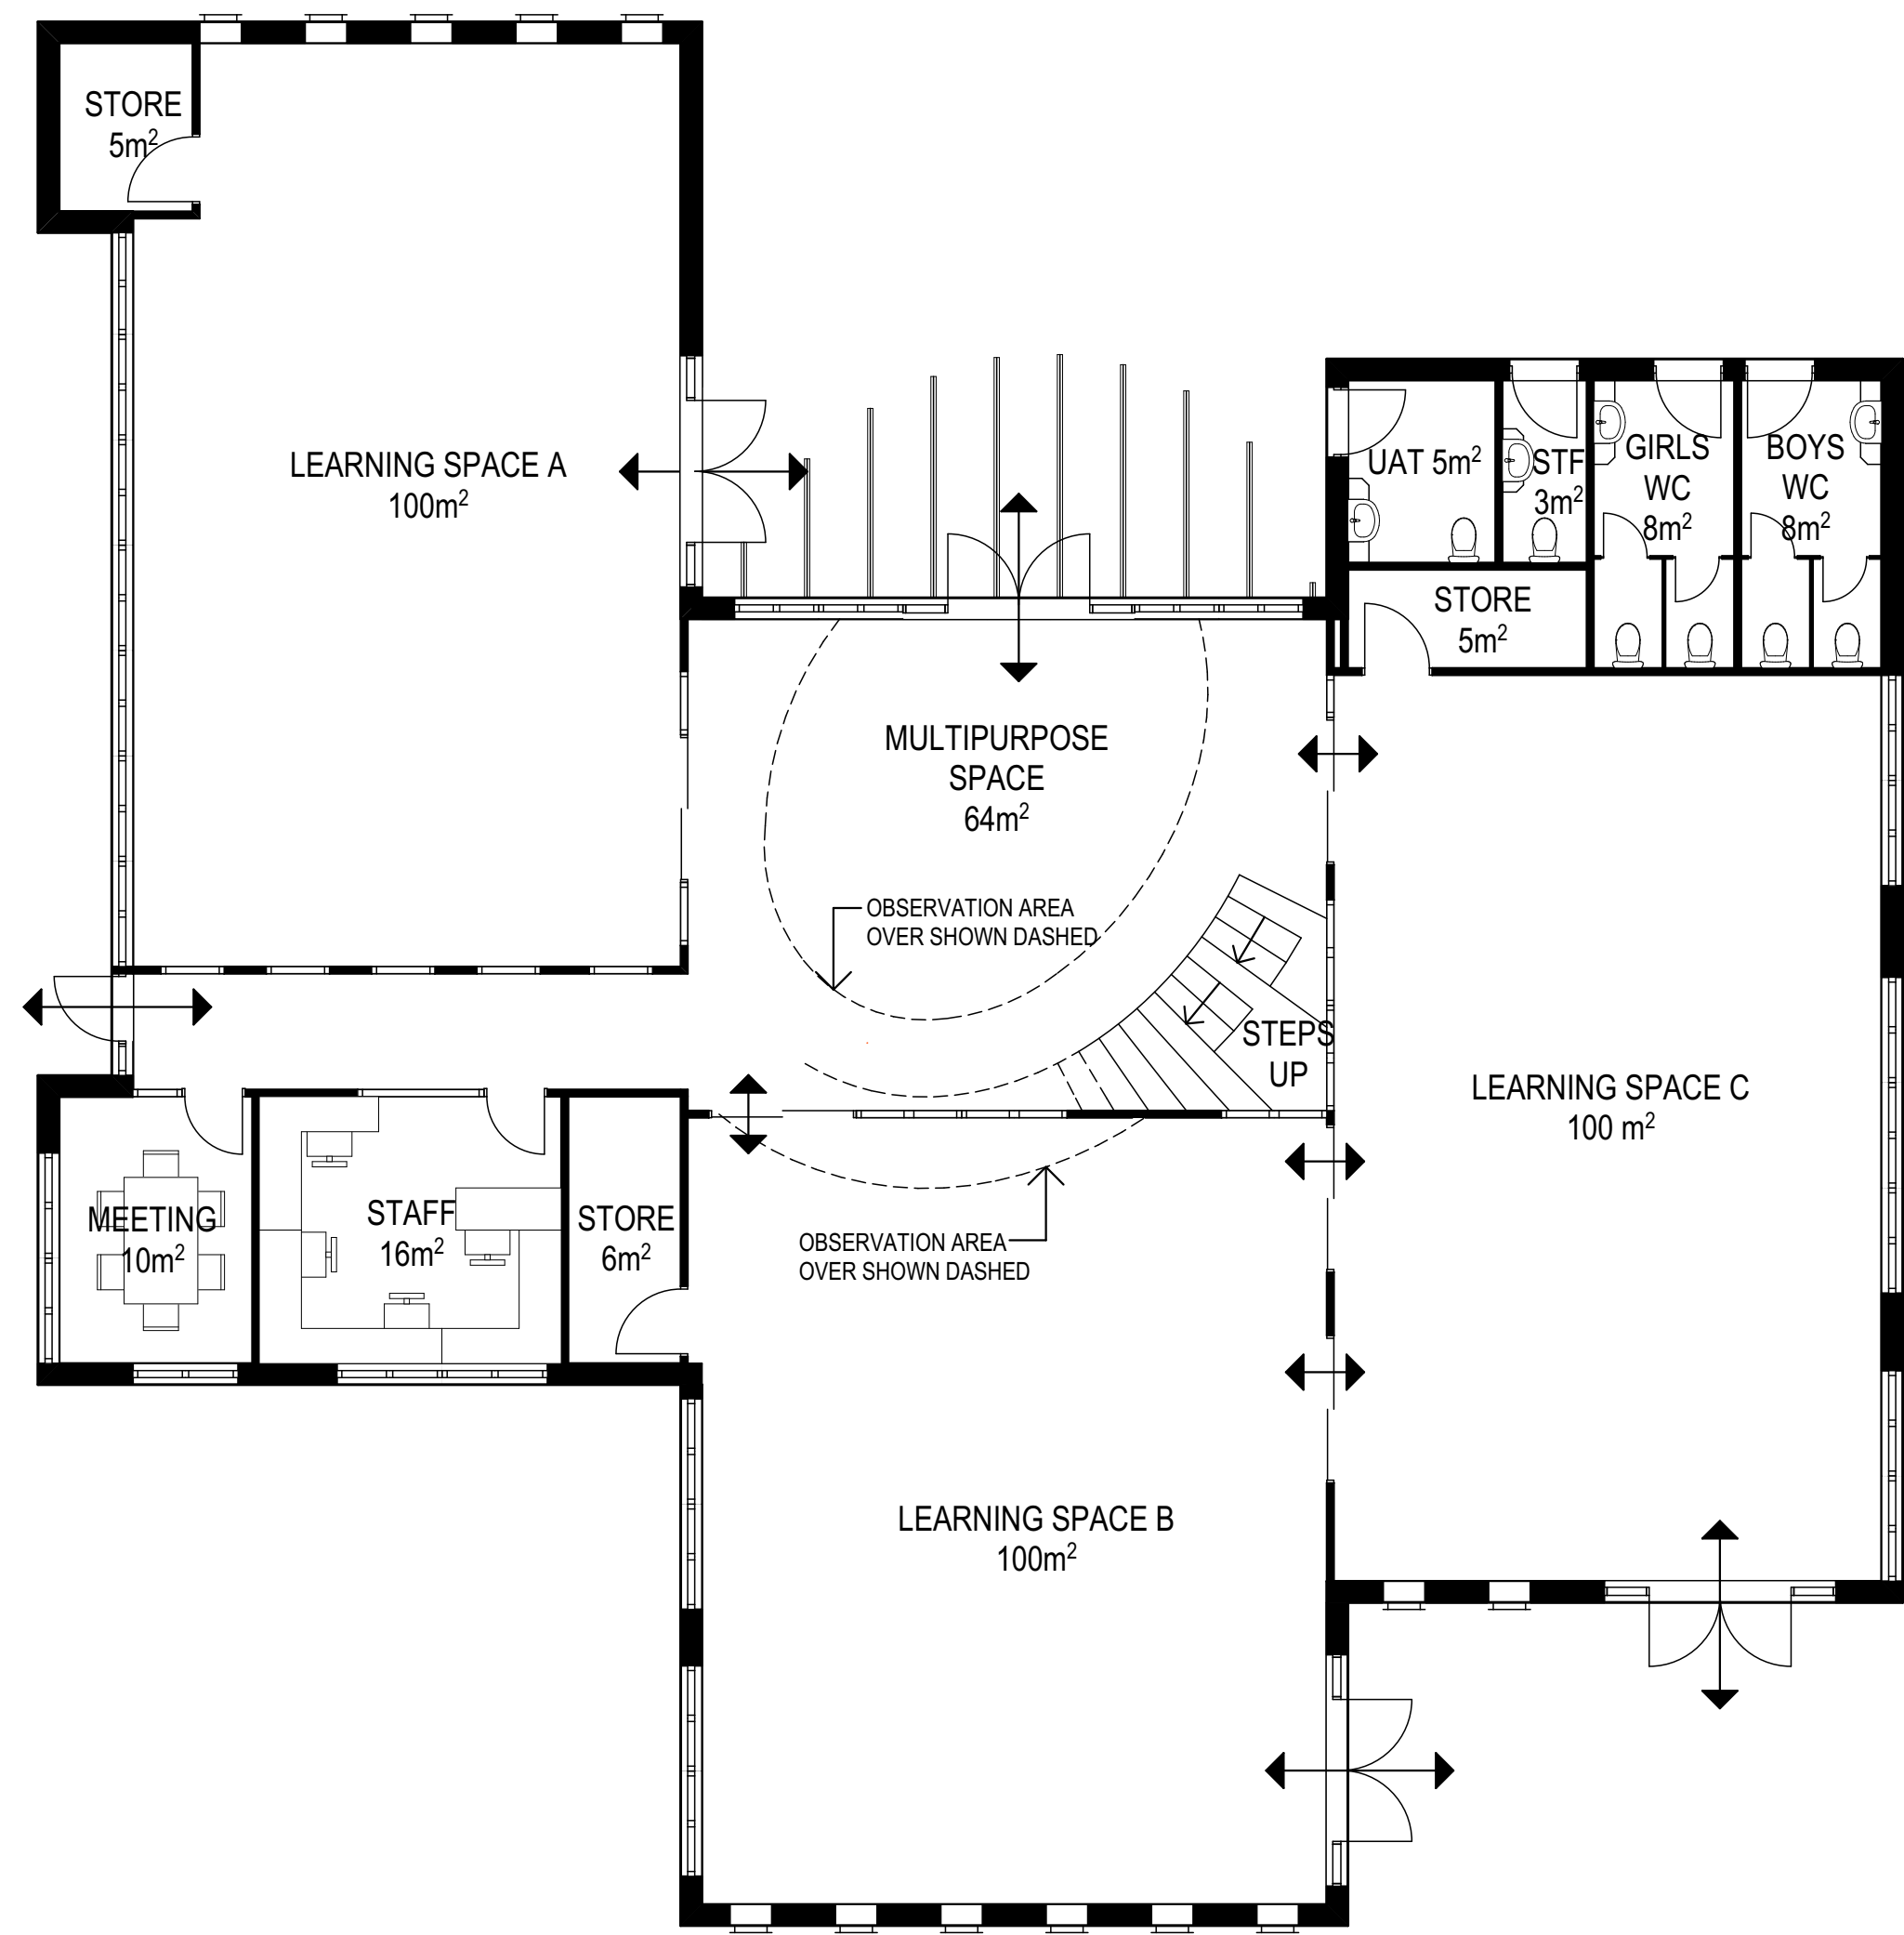 STORE
5m²
LEARNING SPACE A
100m²
UAT 5m²
STF
3m²
GIRLS
WC
8m²
BOYS
WC
8m²
STORE
5m²
MULTIPURPOSE
SPACE
64m²
OBSERVATION AREA
OVER SHOWN DASHED
STEPS
UP
LEARNING SPACE C
100 m²
MEETING
10m²
STAFF
16m²
STORE
6m²
OBSERVATION AREA
OVER SHOWN DASHED
LEARNING SPACE B
100m²